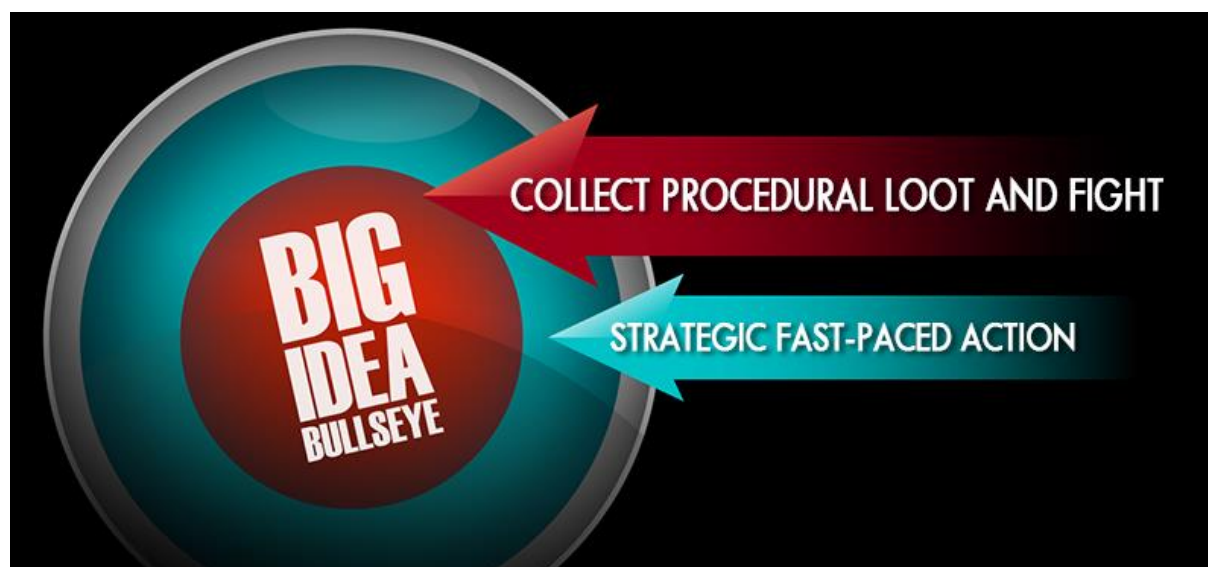 BIG
IDEA
BULLSEYE
COLLECT PROCEDURAL LOOT AND FIGHT
STRATEGIC FAST-PACED ACTION